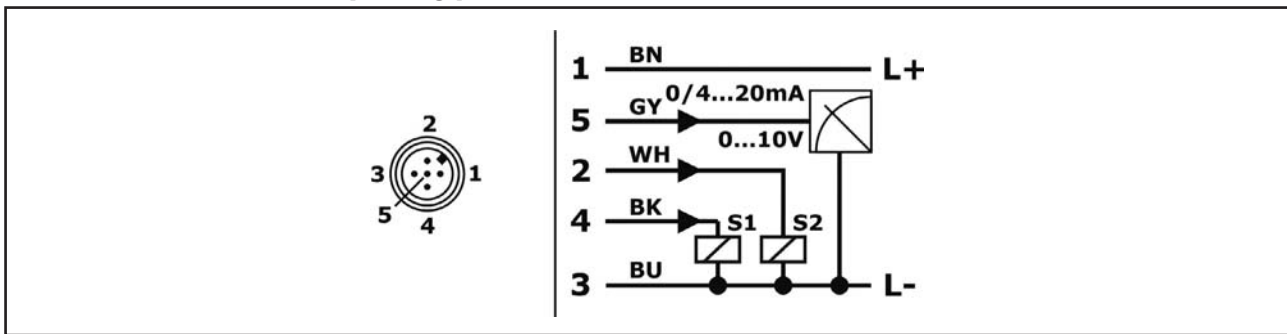 2
3 1
5
4
1 BN L+
0/4...20mA
5 GY
0...10V
2 WH
4 BK S1 S2
3 BU L-